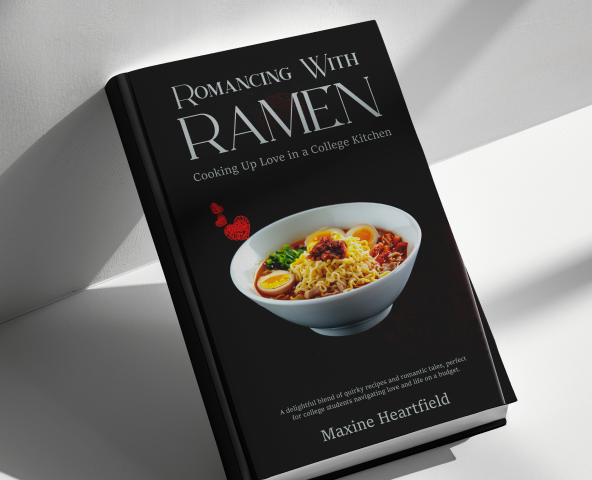 Romancing With
RAMEN
Cooking Up Love in a College Kitchen
A delightful blend of quirky recipes and romantic tales, perfect
for college students navigating love and life on a budget.
Maxine Heartfield